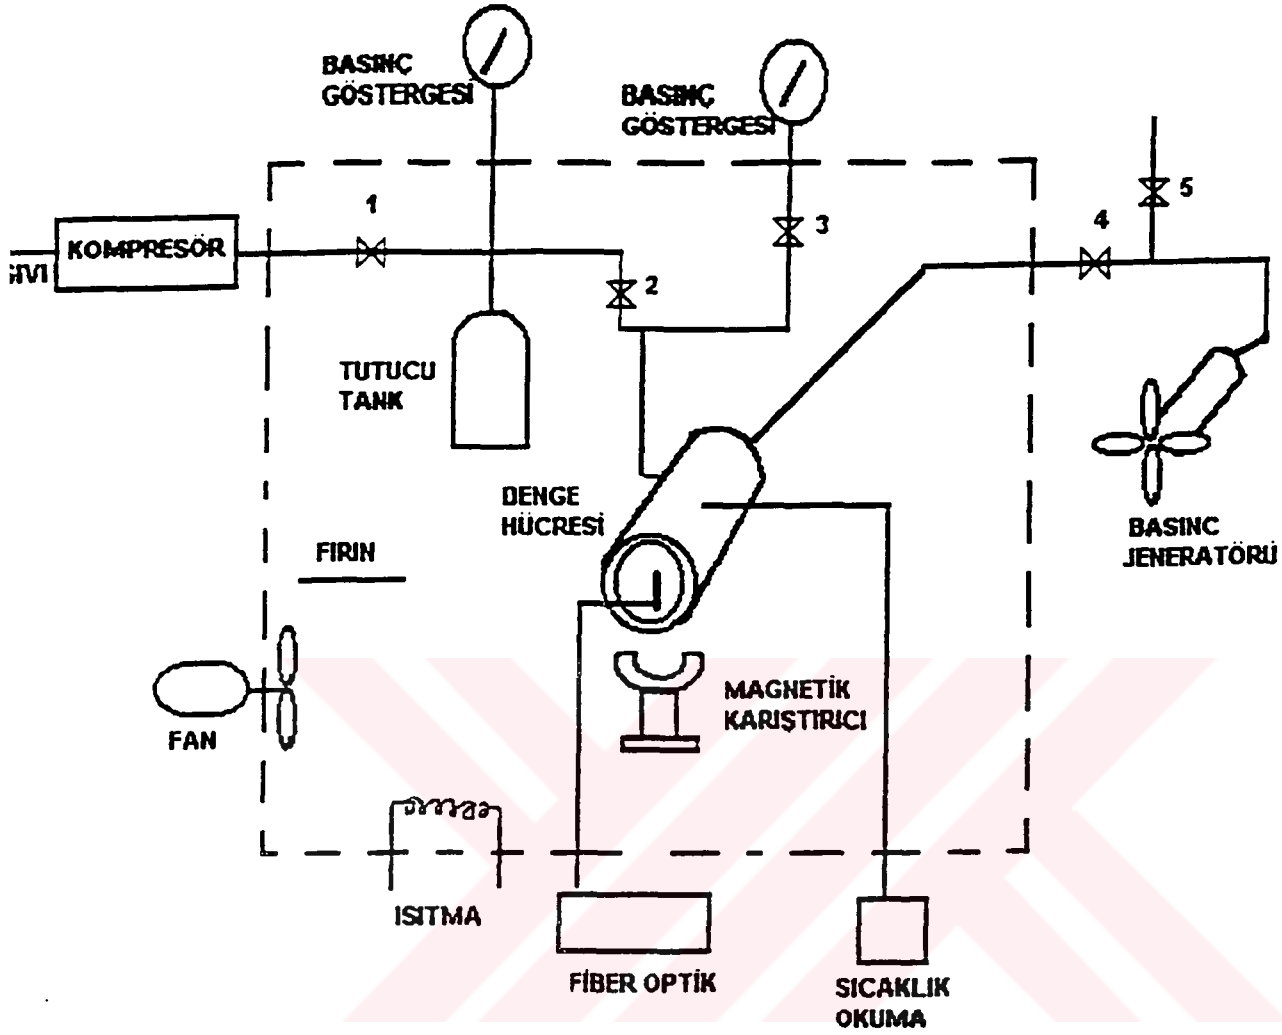 BASINÇ
GÖSTERGESİ
BASINÇ
GÖSTERGESİ
1
3
5
4
KOMPRESÖR
2
TUTUCU
TANK
DENGE
HÜCRESİ
BASINC
JENERATÖRÜ
FIRIN
MAGNETİK
KARIŞTIRICI
FAN
ISITMA
FİBER OPTİK
SICAKLIK
OKUMA